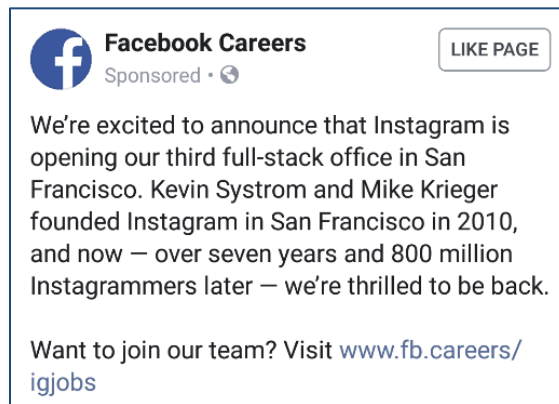 Facebook Careers
LIKE PAGE
Sponsored •
We’re excited to announce that Instagram is
opening our third full-stack office in San
Francisco. Kevin Systrom and Mike Krieger
founded Instagram in San Francisco in 2010,
and now — over seven years and 800 million
Instagrammers later — we’re thrilled to be back.
Want to join our team? Visit www.fb.careers/
igjobs